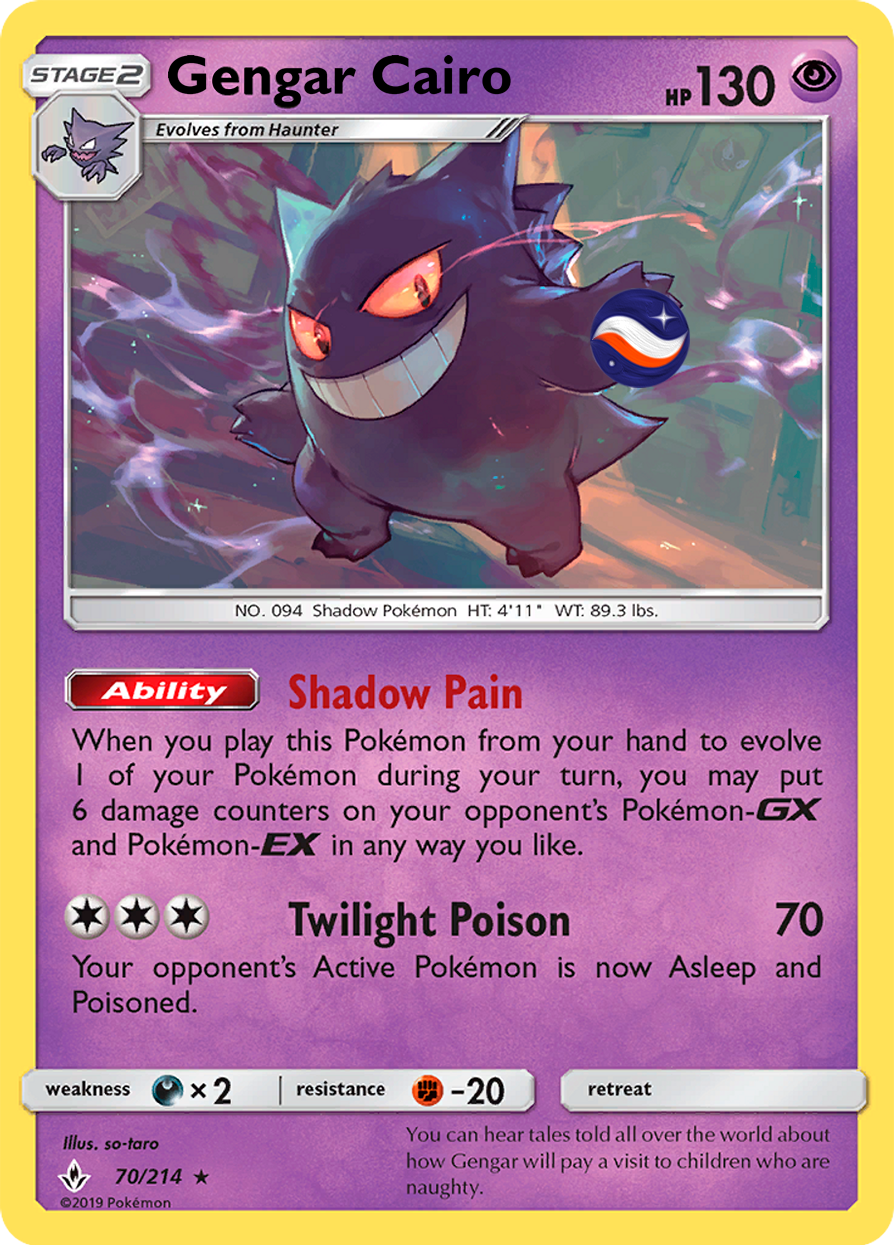 STAGE2
Gengar Cairo
HP130
Evolves from Haunter
NO. 094 Shadow Pokémon HT: 4'11" WT: 89.3 lbs.
Ability Shadow Pain
When you play this Pokémon from your hand to evolve
1 of your Pokémon during your turn, you may put
6 damage counters on your opponent's Pokémon-GX
and Pokémon-EX in any way you like.
Twilight Poison 70
Your opponent's Active Pokémon is now Asleep and
Poisoned.
weakness ×2 resistance -20 retreat
Illus. so-taro
70/214 ★
©2019 Pokémon
You can hear tales told all over the world about
how Gengar will pay a visit to children who are
naughty.